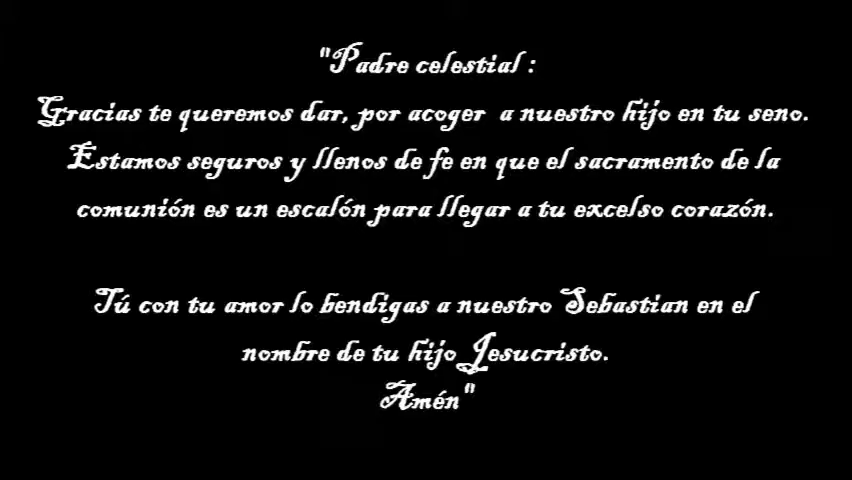 "Padre celestial :
Gracias te queremos dar, por acoger a nuestro hijo en tu seno.
Estamos seguros y llenos de fe en que el sacramento de la
comunión es un escalón para llegar a tu excelso corazón.
Tú con tu amor lo bendigas a nuestro Sebastian en el
nombre de tu hijo Jesucristo.
Amén"